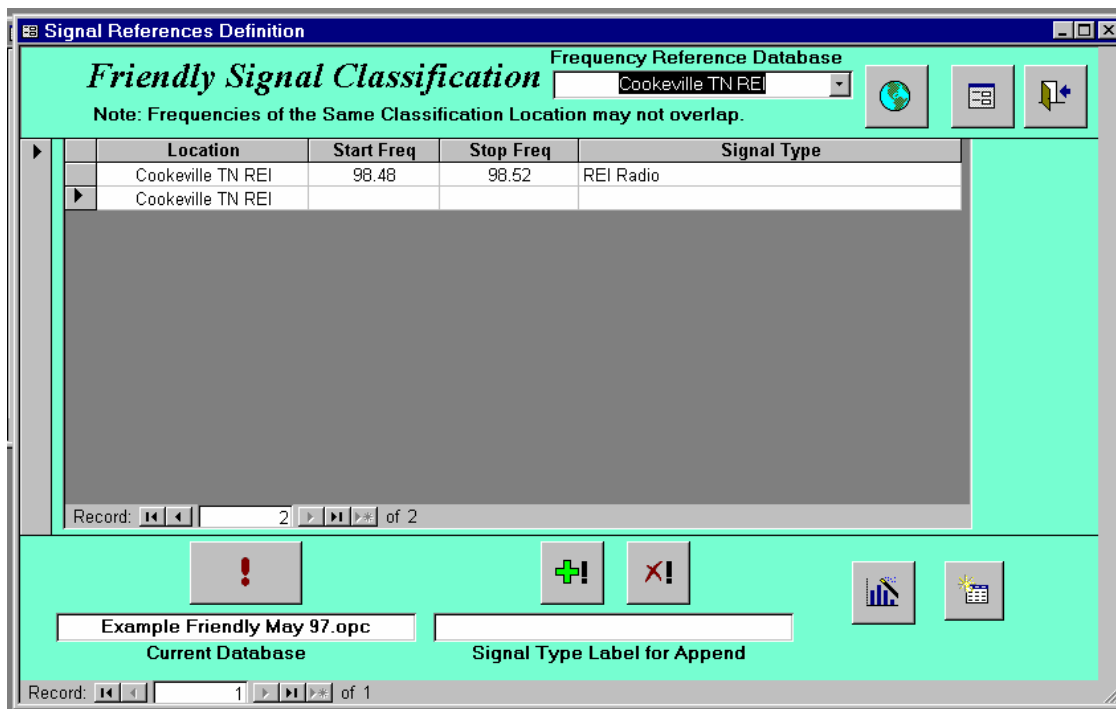 Signal References Definition
Friendly Signal Classification
Frequency Reference Database
Cookeville TN REI
Note: Frequencies of the Same Classification Location may not overlap.
Location Start Freq Stop Freq Signal Type
Cookeville TN REI 98.48 98.52 REI Radio
Cookeville TN REI
Record: 2 of 2
Example Friendly May 97.opc
Current Database Signal Type Label for Append
Record: 1 of 1